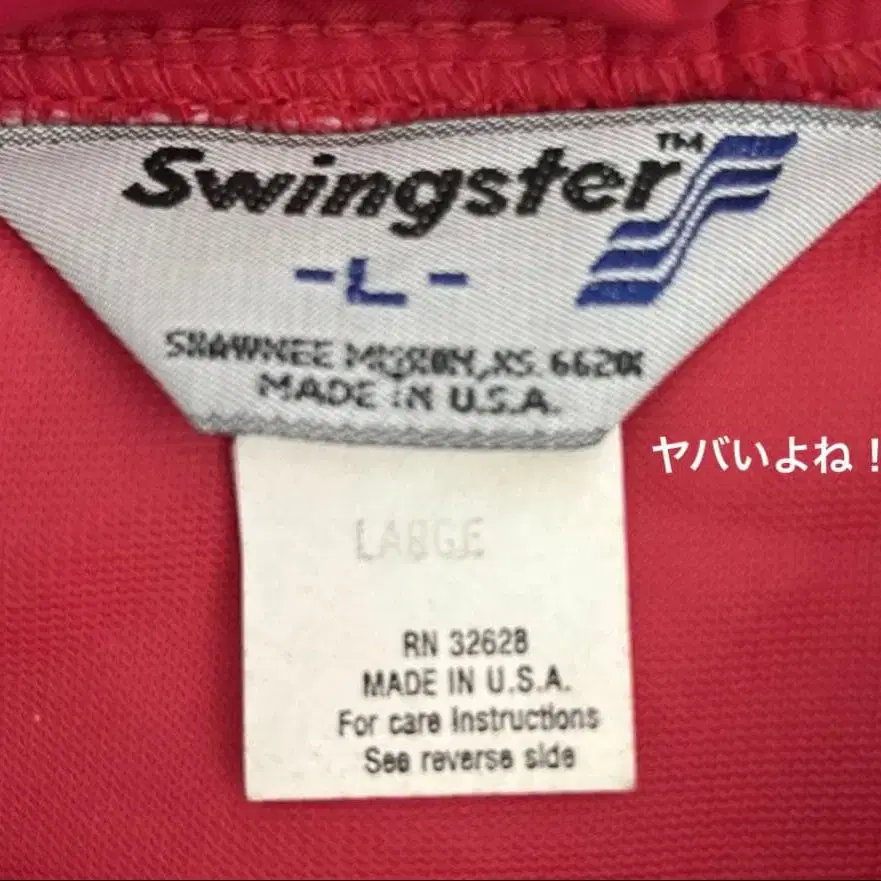 Swingster™
-L-
SHAWNEE MISSION, KS. 66201
MADE IN U.S.A.
ヤバいよね！
LARGE
RN 32628
MADE IN U.S.A.
For care Instructions
See reverse side